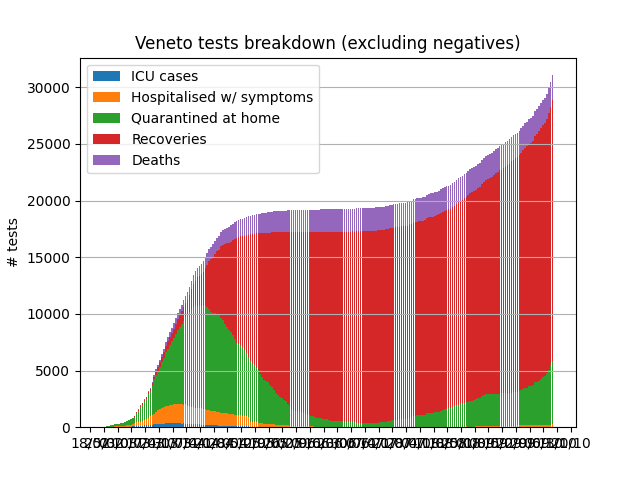 Veneto tests breakdown (excluding negatives)
ICU cases
Hospitalised w/ symptoms
Quarantined at home
Recoveries
Deaths
# tests
30000
25000
20000
15000
10000
5000
0